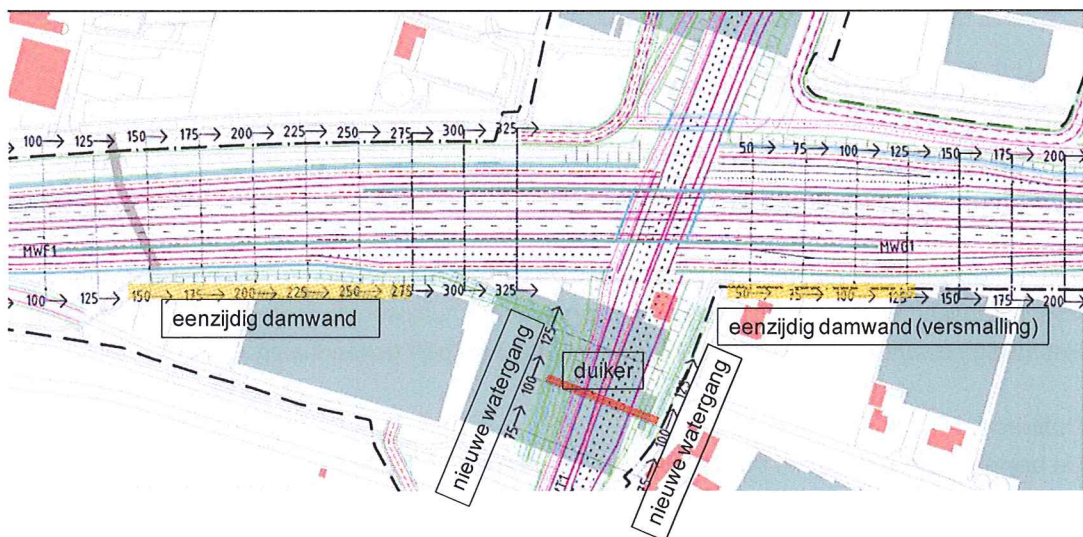 100 125 150 175 200 225 250 275 300 325
50 75 100 125 150 175 200
MWF1
MWG1
100 125 150 175 200 225 250 275 300 325
50 75 100 125 150 175 200
eenzijdig damwand
eenzijdig damwand (versmalling)
nieuwe watergang
75 100 125
duiker
nieuwe watergang
75 100 125